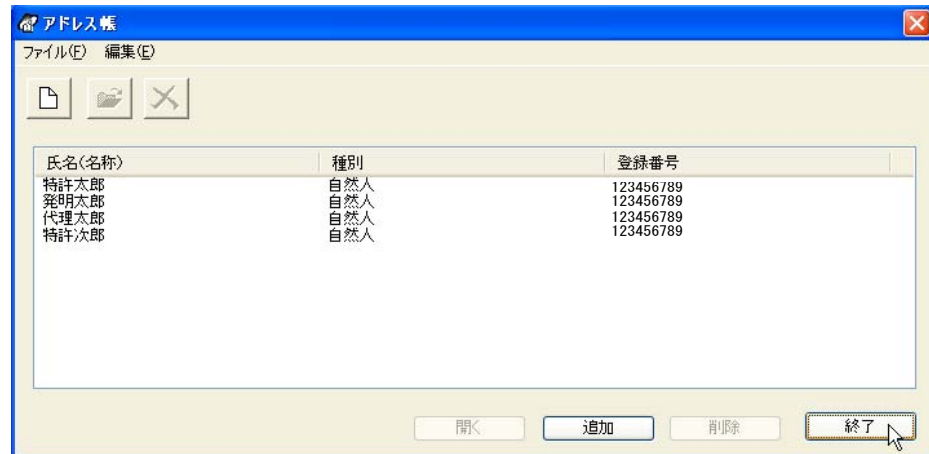 アドレス帳
ファイル(F) 編集(E)
氏名(名称) 種別 登録番号
特許太郎 自然人 123456789
発明太郎 自然人 123456789
代理太郎 自然人 123456789
特許次郎 自然人 123456789
開く 追加 削除 終了